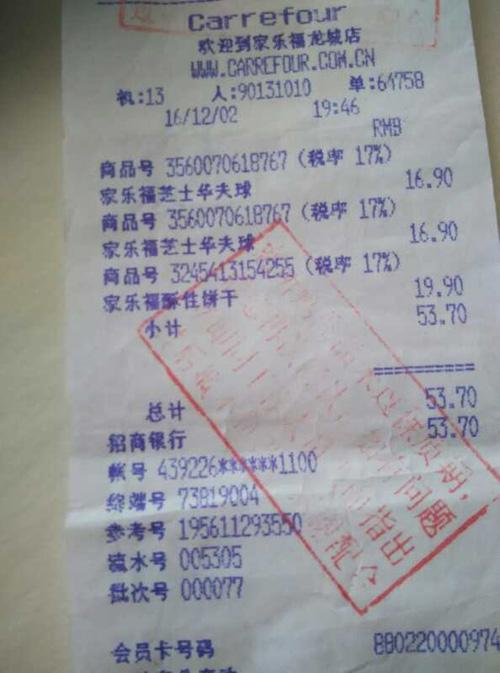 Carrefour
欢迎到家乐福龙城店
WWW.CARREFOUR.COM.CN
机:13 人:90131010 单:64758
16/12/02 19:46
RMB
商品号 3560070618767 (税率 17%)
家乐福芝士华夫球 16.90
商品号 3560070618767 (税率 17%)
家乐福芝士华夫球 16.90
商品号 3245413154255 (税率 17%)
家乐福酥性饼干 19.90
小计 53.70
==========
总计 53.70
招商银行 53.70
帐号 439226******1100
终端号 73819004
参考号 195611293550
流水号 005305
批次号 000077
会员卡号码 880220000974